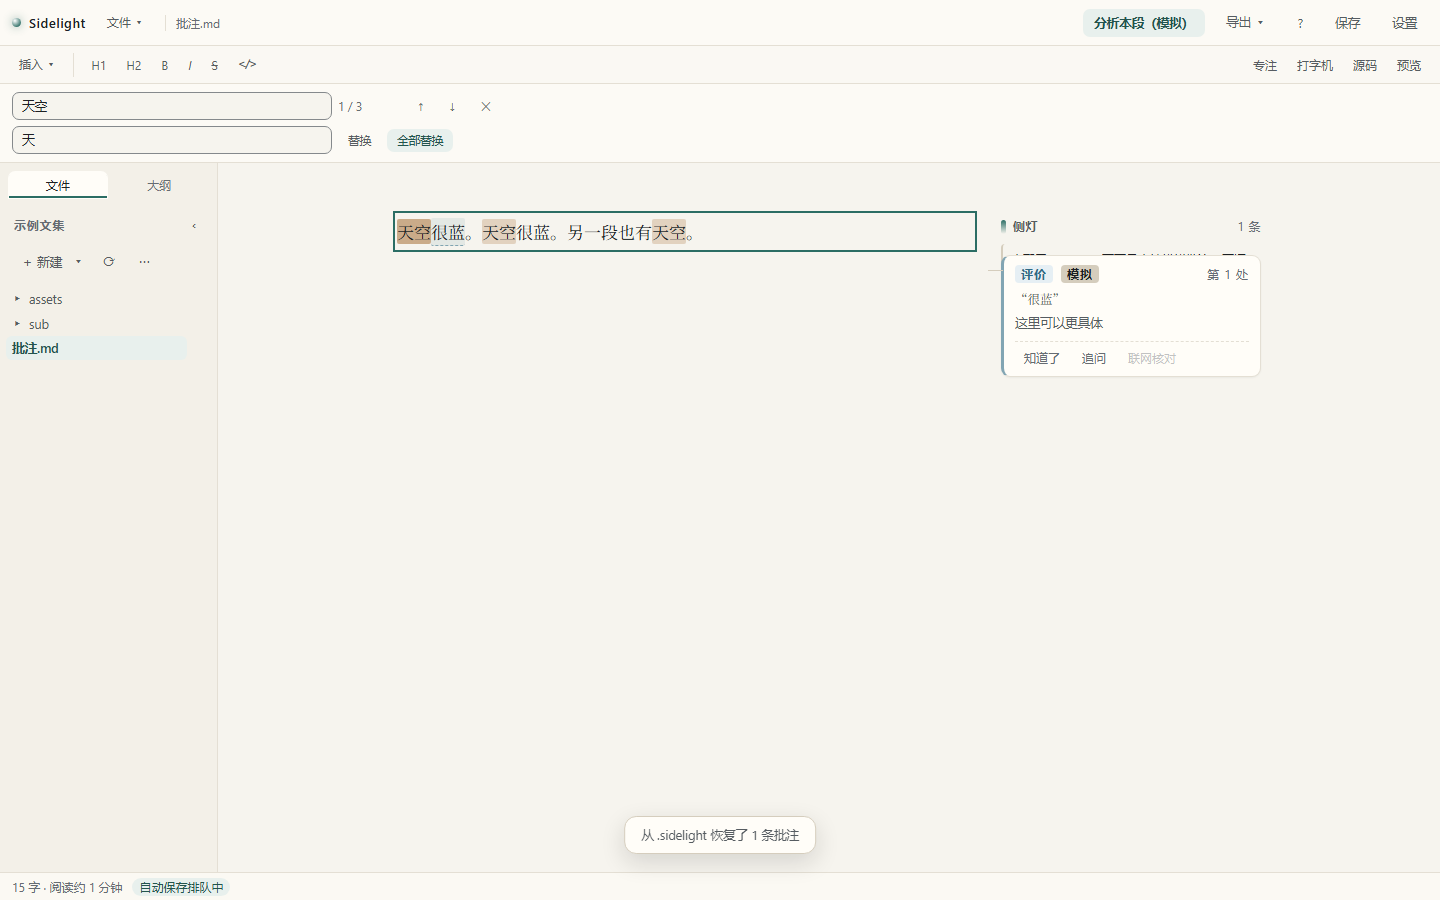 Sidelight 文件 ▾ 批注.md 分析本段（模拟） 导出 ▾ ? 保存 设置
插入 ▾ H1 H2 B I S </> 专注 打字机 源码 预览
天空 1 / 3 ↑ ↓ ×
天 替换 全部替换
文件 大纲
示例文集 ‹
+ 新建 ▾ ⟳ ···
▸ assets
▸ sub
批注.md
天空很蓝。天空很蓝。另一段也有天空。
侧灯 1 条
评价 模拟 第 1 处
“很蓝”
这里可以更具体
知道了 追问 联网核对
从 .sidelight 恢复了 1 条批注
15 字 · 阅读约 1 分钟 自动保存排队中